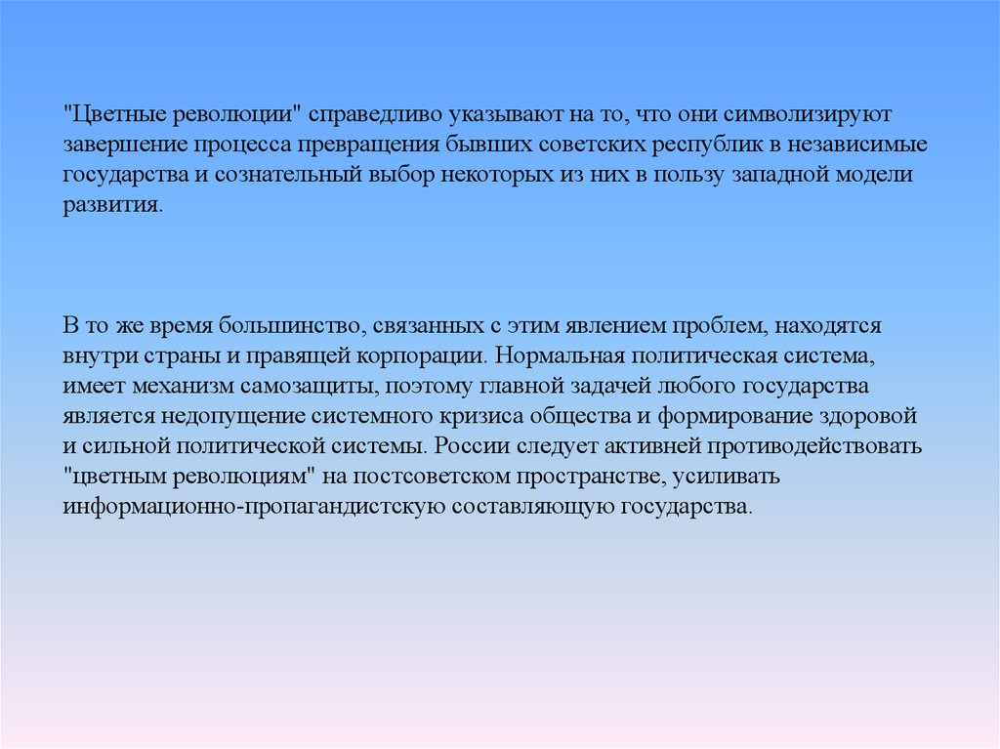 "Цветные революции" справедливо указывают на то, что они символизируют
завершение процесса превращения бывших советских республик в независимые
государства и сознательный выбор некоторых из них в пользу западной модели
развития.
В то же время большинство, связанных с этим явлением проблем, находятся
внутри страны и правящей корпорации. Нормальная политическая система,
имеет механизм самозащиты, поэтому главной задачей любого государства
является недопущение системного кризиса общества и формирование здоровой
и сильной политической системы. России следует активней противодействовать
"цветным революциям" на постсоветском пространстве, усиливать
информационно-пропагандистскую составляющую государства.